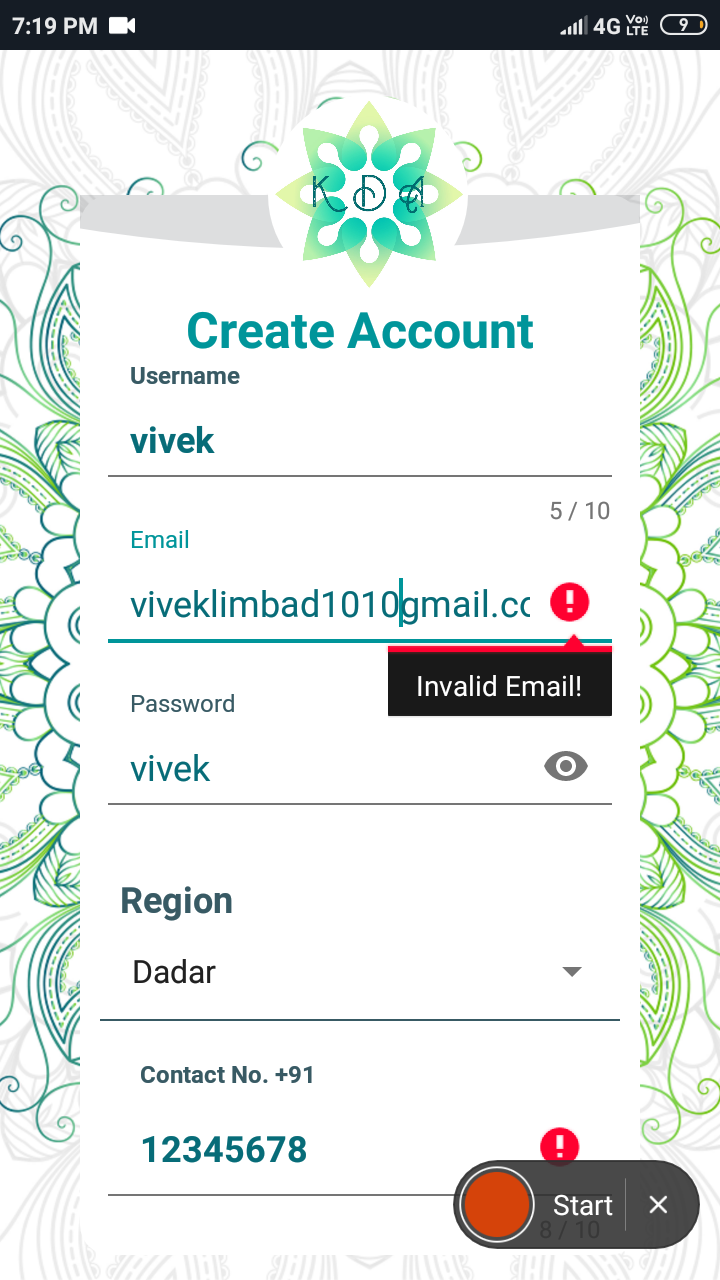 7:19 PM 4G Vo) LTE 9
KDA
Create Account
Username
vivek
5 / 10
Email
viveklimbad1010gmail.cc
Invalid Email!
Password
vivek
Region
Dadar
Contact No. +91
12345678
Start
8 / 10